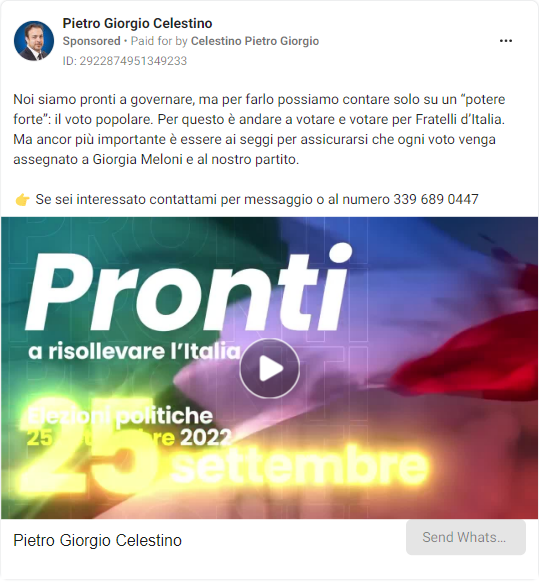 Pietro Giorgio Celestino
Sponsored • Paid for by Celestino Pietro Giorgio
ID: 2922874951349233
Noi siamo pronti a governare, ma per farlo possiamo contare solo su un “potere
forte”: il voto popolare. Per questo è andare a votare e votare per Fratelli d’Italia.
Ma ancor più importante è essere ai seggi per assicurarsi che ogni voto venga
assegnato a Giorgia Meloni e al nostro partito.
👉 Se sei interessato contattami per messaggio o al numero 339 689 0447
Pronti
a risollevare l’Italia
Elezioni politiche
25 settembre 2022
25 settembre
Pietro Giorgio Celestino
Send Whats...